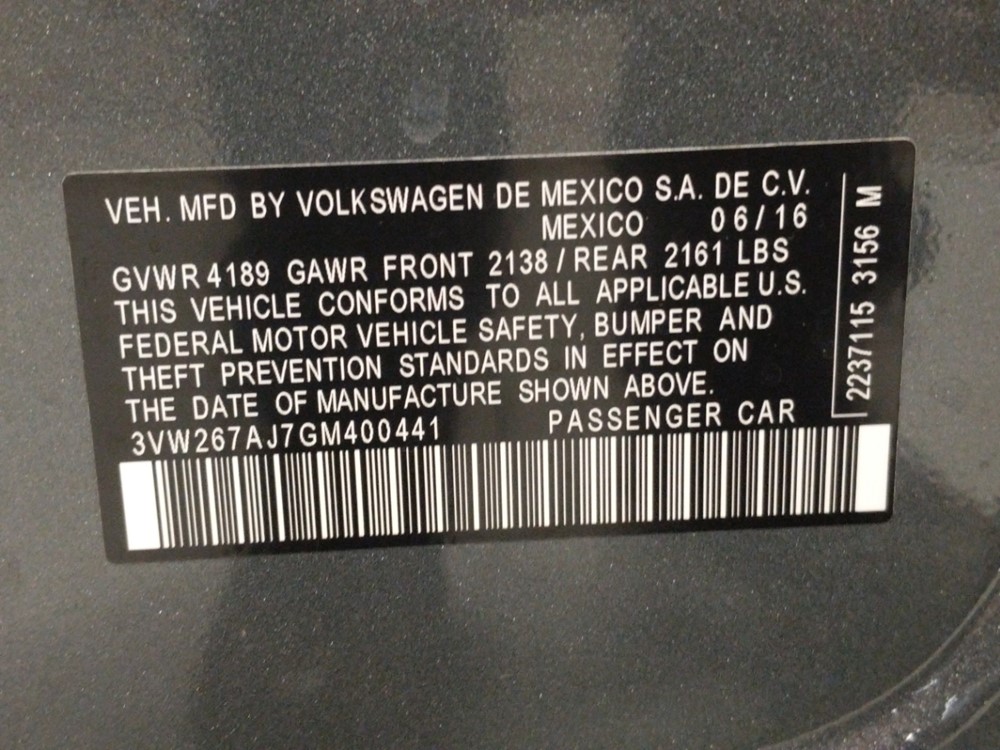 VEH. MFD BY VOLKSWAGEN DE MEXICO S.A. DE C.V.
MEXICO 06/16
GVWR 4189 GAWR FRONT 2138 / REAR 2161 LBS
THIS VEHICLE CONFORMS TO ALL APPLICABLE U.S.
FEDERAL MOTOR VEHICLE SAFETY, BUMPER AND
THEFT PREVENTION STANDARDS IN EFFECT ON
THE DATE OF MANUFACTURE SHOWN ABOVE.
3VW267AJ7GM400441 PASSENGER CAR
2237115 3156 M